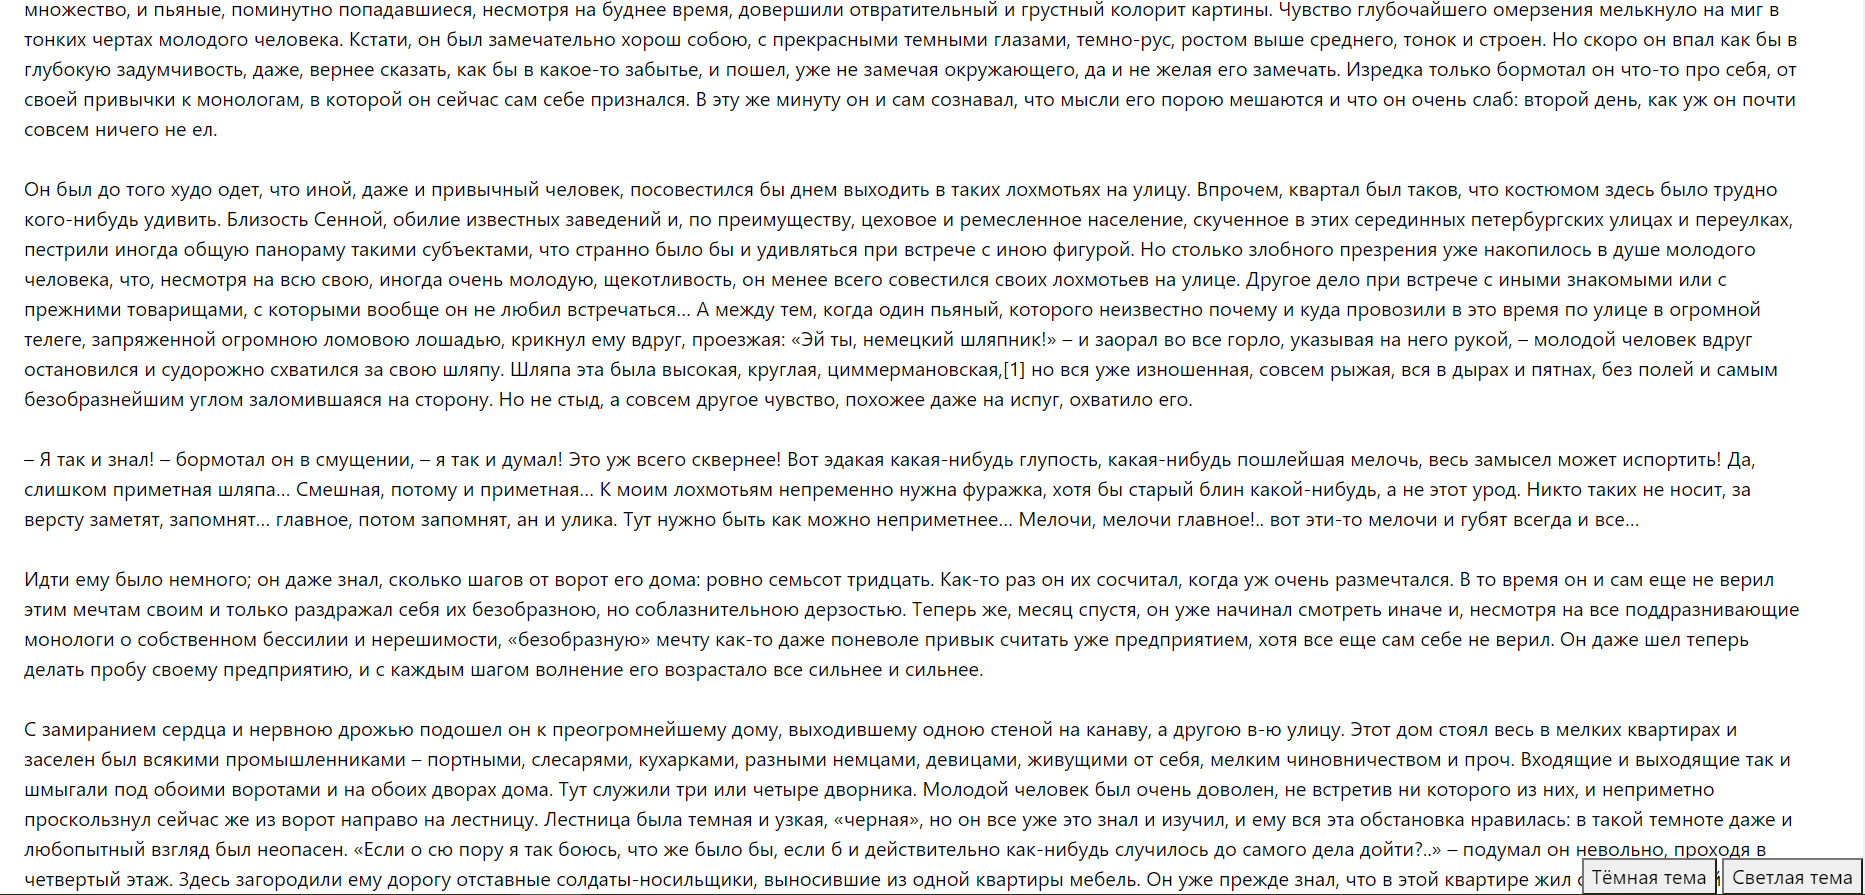 множество, и пьяные, поминутно попадавшиеся, несмотря на буднее время, довершили отвратительный и грустный колорит картины. Чувство глубочайшего омерзения мелькнуло на миг в
тонких чертах молодого человека. Кстати, он был замечательно хорош собою, с прекрасными темными глазами, темно-рус, ростом выше среднего, тонок и строен. Но скоро он впал как бы в
глубокую задумчивость, даже, вернее сказать, как бы в какое-то забытье, и пошел, уже не замечая окружающего, да и не желая его замечать. Изредка только бормотал он что-то про себя, от
своей привычки к монологам, в которой он сейчас сам себе признался. В эту же минуту он и сам сознавал, что мысли его порою мешаются и что он очень слаб: второй день, как уж он почти
совсем ничего не ел.
Он был до того худо одет, что иной, даже и привычный человек, посовестился бы днем выходить в таких лохмотьях на улицу. Впрочем, квартал был таков, что костюмом здесь было трудно
кого-нибудь удивить. Близость Сенной, обилие известных заведений и, по преимуществу, цеховое и ремесленное население, скученное в этих серединных петербургских улицах и переулках,
пестрили иногда общую панораму такими субъектами, что странно было бы и удивляться при встрече с иною фигурой. Но столько злобного презрения уже накопилось в душе молодого
человека, что, несмотря на всю свою, иногда очень молодую, щекотливость, он менее всего совестился своих лохмотьев на улице. Другое дело при встрече с иными знакомыми или с
прежними товарищами, с которыми вообще он не любил встречаться... А между тем, когда один пьяный, которого неизвестно почему и куда провозили в это время по улице в огромной
телеге, запряженной огромною ломовою лошадью, крикнул ему вдруг, проезжая: «Эй ты, немецкий шляпник!» – и заорал во все горло, указывая на него рукой, – молодой человек вдруг
остановился и судорожно схватился за свою шляпу. Шляпа эта была высокая, круглая, циммермановская,[1] но вся уже изношенная, совсем рыжая, вся в дырах и пятнах, без полей и самым
безобразнейшим углом заломившаяся на сторону. Но не стыд, а совсем другое чувство, похожее даже на испуг, охватило его.
– Я так и знал! – бормотал он в смущении, – я так и думал! Это уж всего сквернее! Вот эдакая какая-нибудь глупость, какая-нибудь пошлейшая мелочь, весь замысел может испортить! Да,
слишком приметная шляпа... Смешная, потому и приметная... К моим лохмотьям непременно нужна фуражка, хотя бы старый блин какой-нибудь, а не этот урод. Никто таких не носит, за
версту заметят, запомнят... главное, потом запомнят, ан и улика. Тут нужно быть как можно неприметнее... Мелочи, мелочи главное!.. вот эти-то мелочи и губят всегда и все...
Идти ему было немного; он даже знал, сколько шагов от ворот его дома: ровно семьсот тридцать. Как-то раз он их сосчитал, когда уж очень размечтался. В то время он и сам еще не верил
этим мечтам своим и только раздражал себя их безобразною, но соблазнительною дерзостью. Теперь же, месяц спустя, он уже начинал смотреть иначе и, несмотря на все поддразнивающие
монологи о собственном бессилии и нерешимости, «безобразную» мечту как-то даже поневоле привык считать уже предприятием, хотя все еще сам себе не верил. Он даже шел теперь
делать пробу своему предприятию, и с каждым шагом волнение его возрастало все сильнее и сильнее.
С замиранием сердца и нервною дрожью подошел он к преогромнейшему дому, выходившему одною стеной на канаву, а другою в-ю улицу. Этот дом стоял весь в мелких квартирах и
заселен был всякими промышленниками – портными, слесарями, кухарками, разными немцами, девицами, живущими от себя, мелким чиновничеством и проч. Входящие и выходящие так и
шмыгали под обоими воротами и на обоих дворах дома. Тут служили три или четыре дворника. Молодой человек был очень доволен, не встретив ни которого из них, и неприметно
проскользнул сейчас же из ворот направо на лестницу. Лестница была темная и узкая, «черная», но он все уже это знал и изучил, и ему вся эта обстановка нравилась: в такой темноте даже и
любопытный взгляд был неопасен. «Если о сю пору я так боюсь, что же было бы, если б и действительно как-нибудь случилось до самого дела дойти?..» – подумал он невольно, проходя в
четвертый этаж. Здесь загородили ему дорогу отставные солдаты-носильщики, выносившие из одной квартиры мебель. Он уже прежде знал, что в этой квартире жил
Тёмная тема
Светлая тема